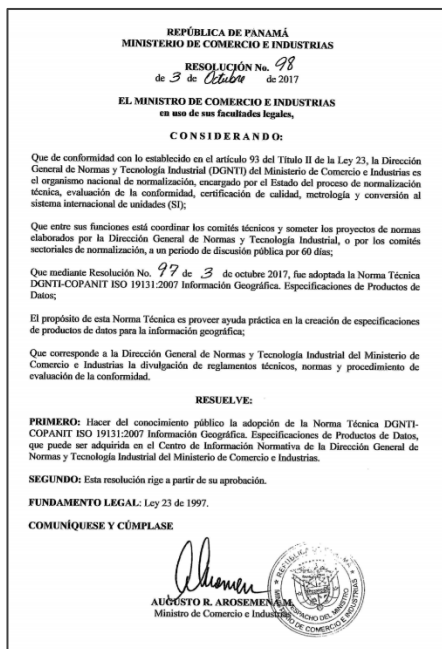 REPÚBLICA DE PANAMÁ
MINISTERIO DE COMERCIO E INDUSTRIAS
RESOLUCIÓN No. 98
de 3 de Octubre de 2017
EL MINISTRO DE COMERCIO E INDUSTRIAS
en uso de sus facultades legales,
CONSIDERANDO:
Que de conformidad con lo establecido en el artículo 93 del Título II de la Ley 23, la Dirección
General de Normas y Tecnología Industrial (DGNTI) del Ministerio de Comercio e Industrias es
el organismo nacional de normalización, encargado por el Estado del proceso de normalización
técnica, evaluación de la conformidad, certificación de calidad, metrología y conversión al
sistema internacional de unidades (SI);
Que entre sus funciones está coordinar los comités técnicos y someter los proyectos de normas
elaborados por la Dirección General de Normas y Tecnología Industrial, o por los comités
sectoriales de normalización, a un periodo de discusión pública por 60 días;
Que mediante Resolución No. 97 de 3 de octubre 2017, fue adoptada la Norma Técnica
DGNTI-COPANIT ISO 19131:2007 Información Geográfica. Especificaciones de Productos de
Datos;
El propósito de esta Norma Técnica es proveer ayuda práctica en la creación de especificaciones
de productos de datos para la información geográfica;
Que corresponde a la Dirección General de Normas y Tecnología Industrial del Ministerio de
Comercio e Industrias la divulgación de reglamentos técnicos, normas y procedimiento de
evaluación de la conformidad.
RESUELVE:
PRIMERO: Hacer del conocimiento público la adopción de la Norma Técnica DGNTI-
COPANIT ISO 19131:2007 Información Geográfica. Especificaciones de Productos de Datos,
que puede ser adquirida en el Centro de Información Normativa de la Dirección General de
Normas y Tecnología Industrial del Ministerio de Comercio e Industrias.
SEGUNDO: Esta resolución rige a partir de su aprobación.
FUNDAMENTO LEGAL: Ley 23 de 1997.
COMUNÍQUESE Y CÚMPLASE
AUGUSTO R. AROSEMENA M.
Ministro de Comercio e Industrias
REPÚBLICA DE PANAMÁ
DESPACHO DEL MINISTRO
MINISTERIO DE COMERCIO E INDUSTRIAS